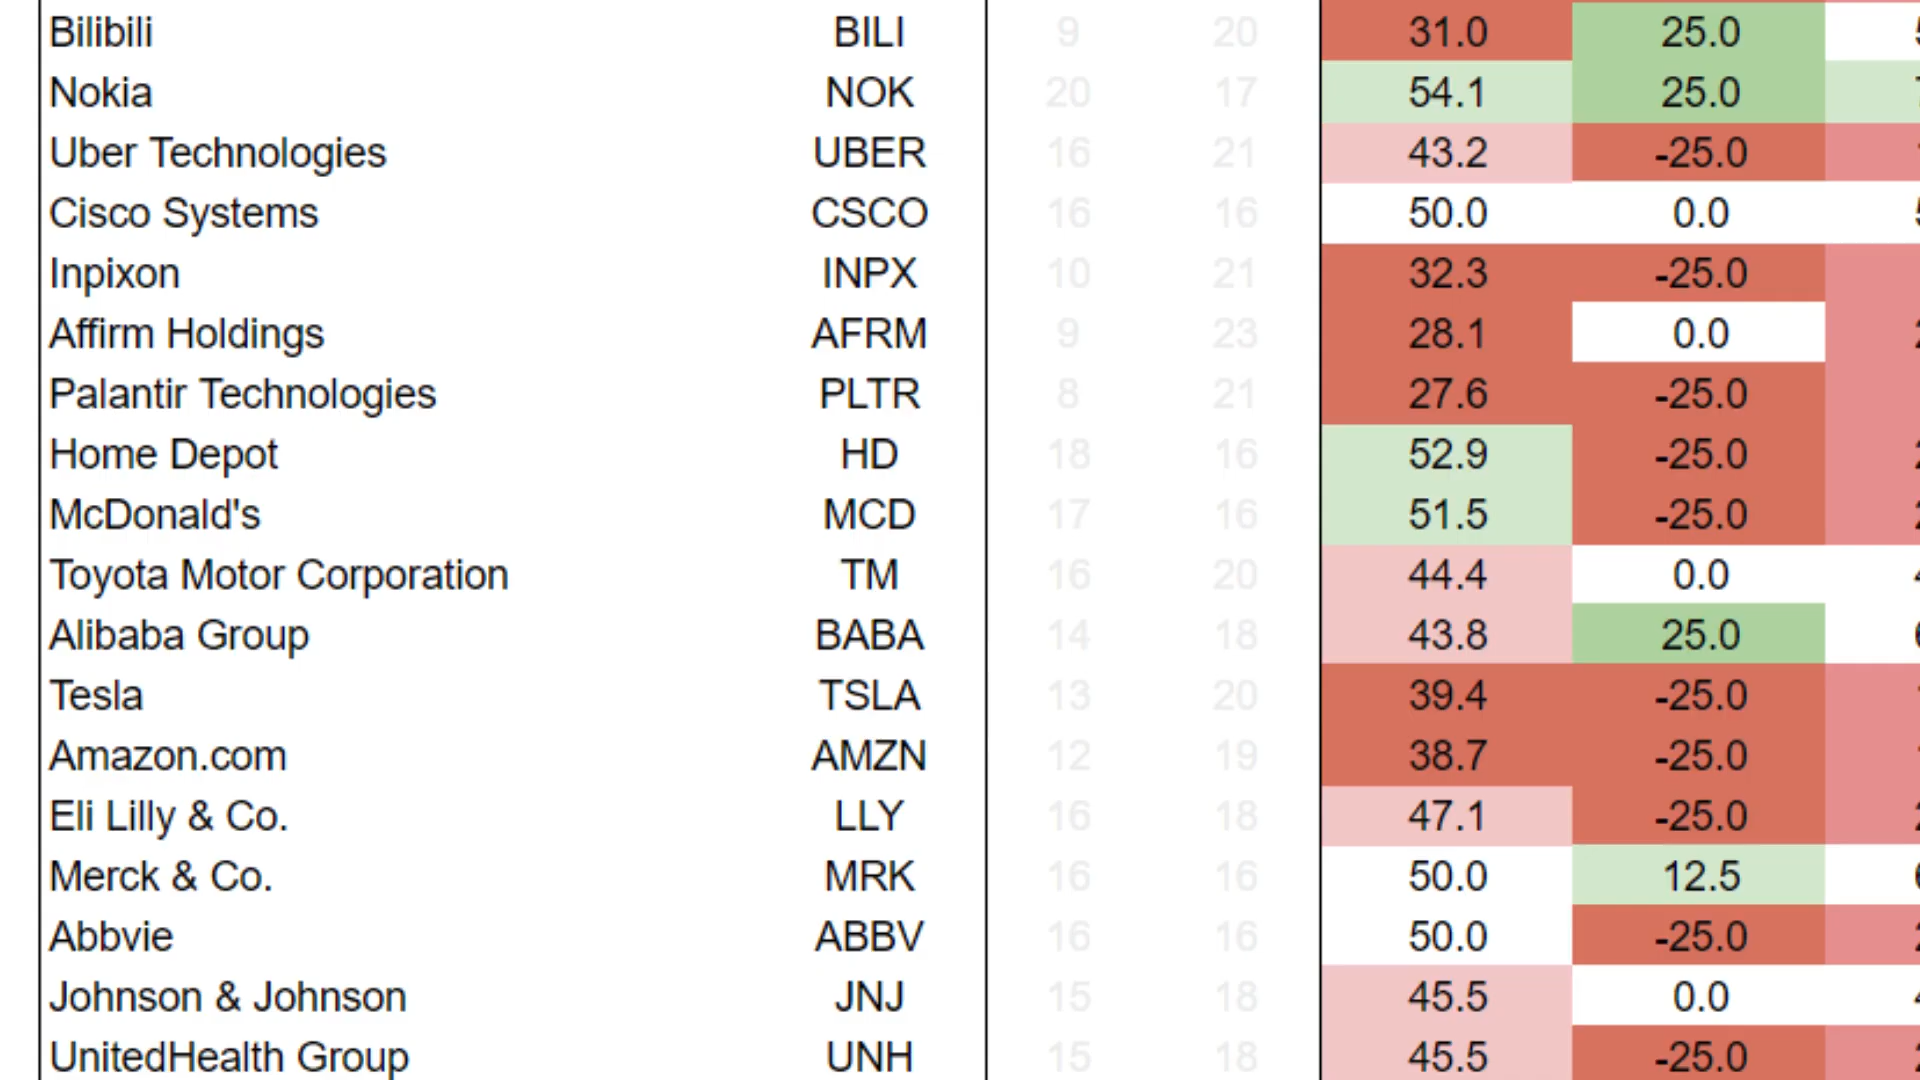 Bilibili BILI 9 20 31.0 25.0
Nokia NOK 20 17 54.1 25.0
Uber Technologies UBER 16 21 43.2 -25.0
Cisco Systems CSCO 16 16 50.0 0.0
Inpixon INPX 10 21 32.3 -25.0
Affirm Holdings AFRM 9 23 28.1 0.0
Palantir Technologies PLTR 8 21 27.6 -25.0
Home Depot HD 18 16 52.9 -25.0
McDonald's MCD 17 16 51.5 -25.0
Toyota Motor Corporation TM 16 20 44.4 0.0
Alibaba Group BABA 14 18 43.8 25.0
Tesla TSLA 13 20 39.4 -25.0
Amazon.com AMZN 12 19 38.7 -25.0
Eli Lilly & Co. LLY 16 18 47.1 -25.0
Merck & Co. MRK 16 16 50.0 12.5
Abbvie ABBV 16 16 50.0 -25.0
Johnson & Johnson JNJ 15 18 45.5 0.0
UnitedHealth Group UNH 15 18 45.5 -25.0